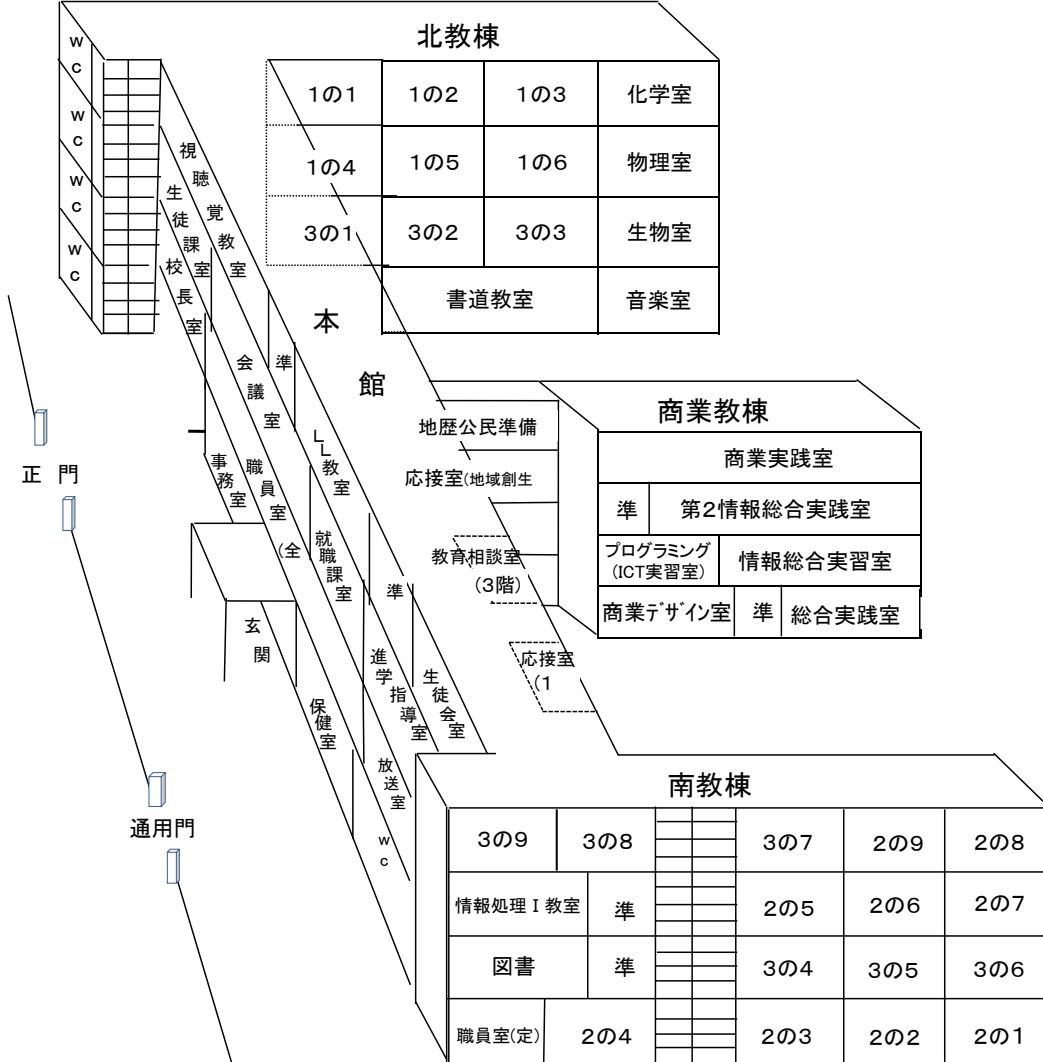 北教棟
WC
WC
WC
WC
1の1 1の2 1の3 化学室
1の4 1の5 1の6 物理室
3の1 3の2 3の3 生物室
書道教室 音楽室
視聴覚教室
準
LL教室
準
生徒会室
生徒課室
会議室
就職課室
進学指導室
校長室
職員室(全
放送室
事務室
玄関
保健室
wc
本館
地歴公民準備
応接室(地域創生
教育相談室
(3階)
応接室
(1
商業教棟
商業実践室
準 第2情報総合実践室
プログラミング
(ICT実習室)
情報総合実習室
商業デザイン室 準 総合実践室
正門
通用門
南教棟
3の9 3の8 3の7 2の9 2の8
情報処理Ⅰ教室 準 2の5 2の6 2の7
図書 準 3の4 3の5 3の6
職員室(定) 2の4 2の3 2の2 2の1